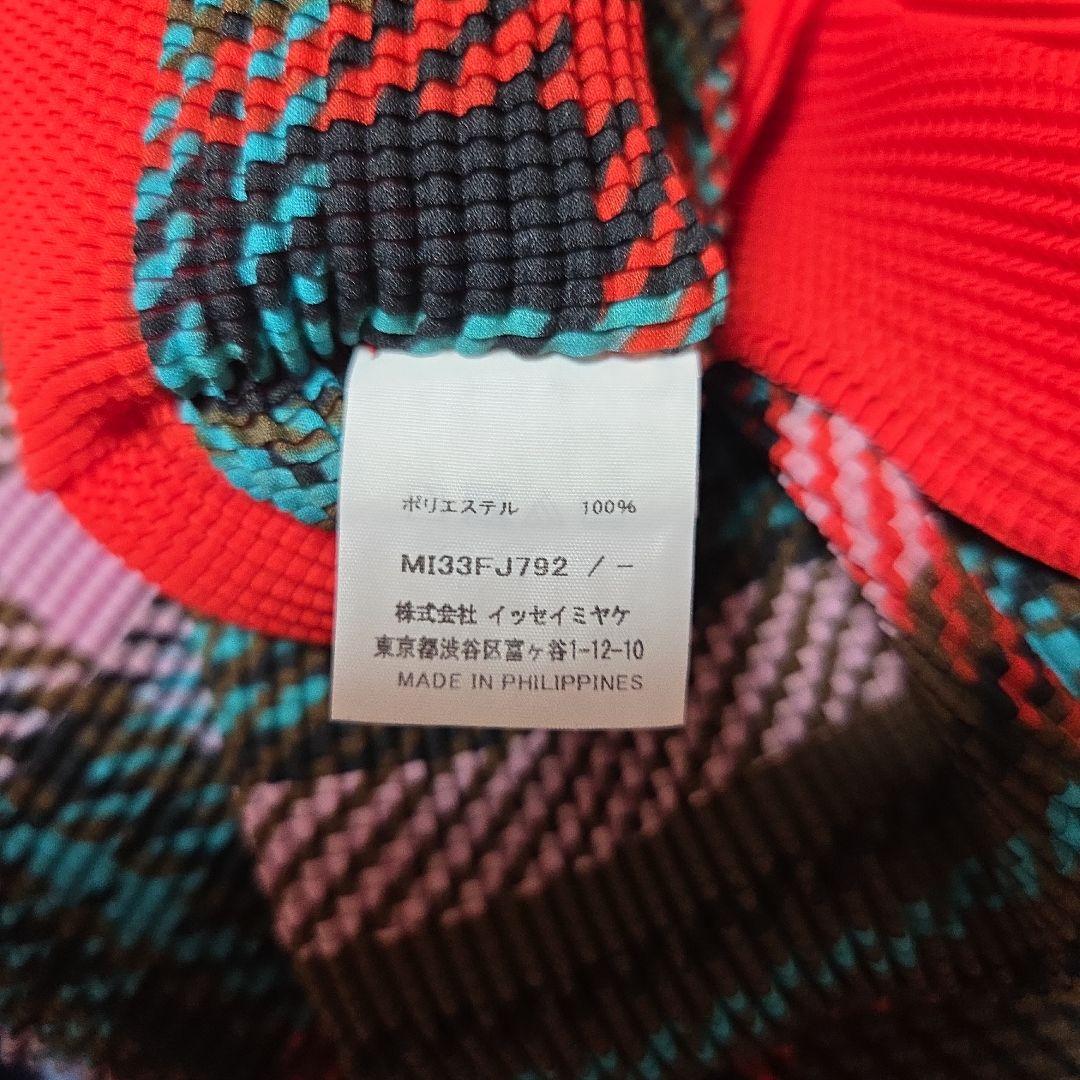 ポリエステル 100%
MI33FJ792 / -
株式会社 イッセイミヤケ
東京都渋谷区富ヶ谷1-12-10
MADE IN PHILIPPINES